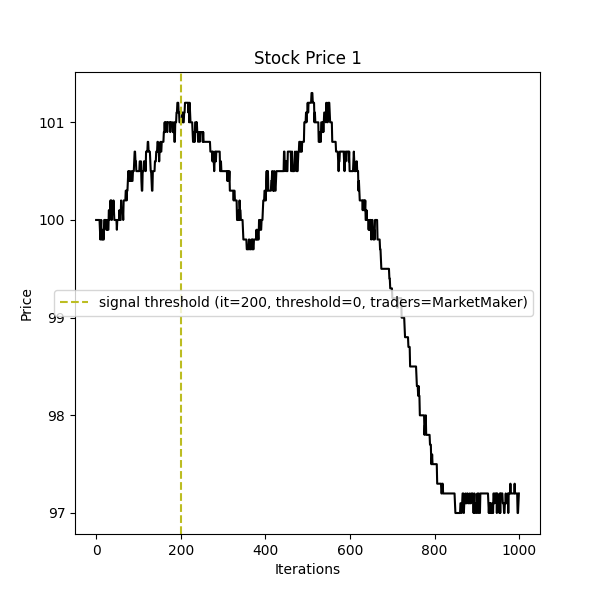 Stock Price 1
101
100
Price
signal threshold (it=200, threshold=0, traders=MarketMaker)
99
98
97
0 200 400 600 800 1000
Iterations